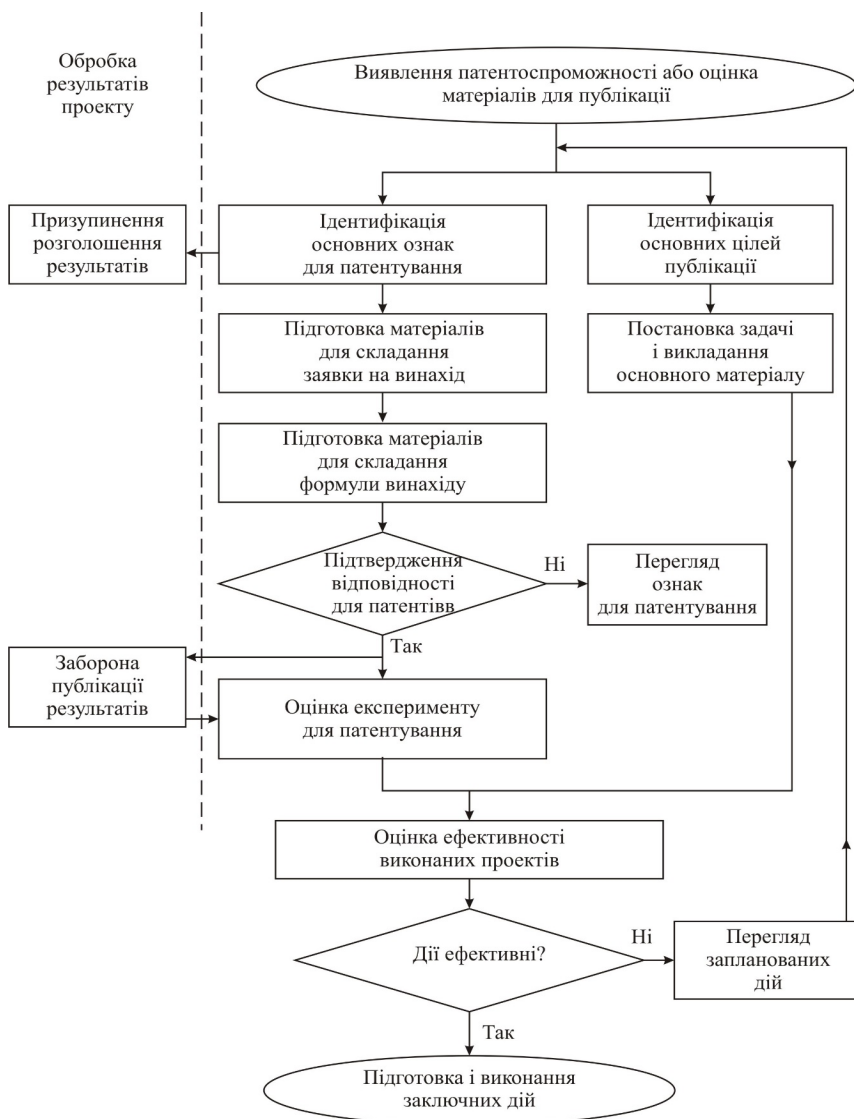 Обробка
результатів
проекту
Виявлення патентоспроможності або оцінка
матеріалів для публікації
Призупинення
розголошення
результатів
Ідентифікація
основних ознак
для патентування
Ідентифікація
основних цілей
публікації
Підготовка матеріалів
для складання
заявки на винахід
Постановка задачі
і викладання
основного матеріалу
Підготовка матеріалів
для складання
формули винаходу
Підтвердження
відповідності
для патентівв
Ні
Перегляд
ознак
для патентування
Так
Заборона
публікації
результатів
Оцінка експерименту
для патентування
Оцінка ефективності
виконаних проектів
Дії ефективні?
Ні
Перегляд
запланованих
дій
Так
Підготовка і виконання
заключних дій